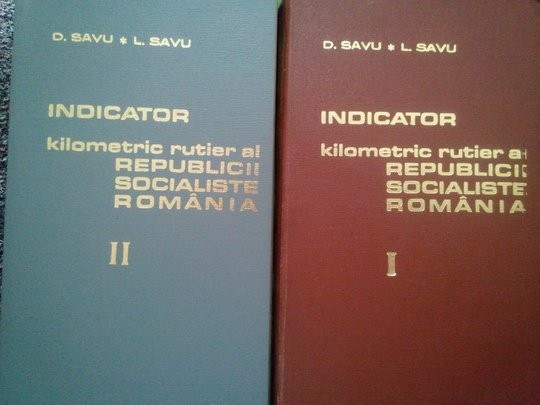 D. SAVU * L. SAVU
INDICATOR
kilometric rutier al
REPUBLICII
SOCIALISTE
ROMÂNIA
II
D. SAVU * L. SAVU
INDICATOR
kilometric rutier al
REPUBLICII
SOCIALISTE
ROMÂNIA
I